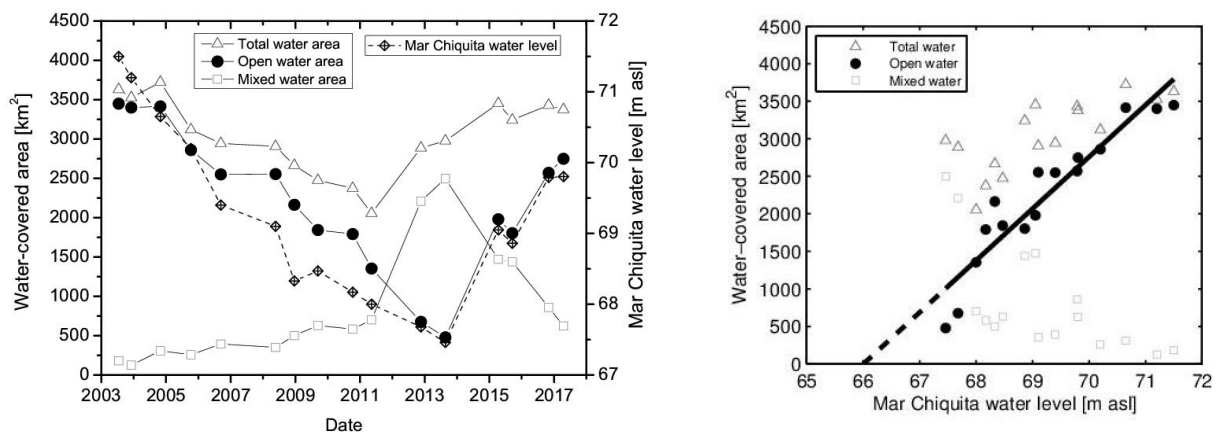 4500
4000
3500
3000
2500
2000
1500
1000
500
0
Water-covered area [km²]
Total water area
Open water area
Mixed water area
Mar Chiquita water level
72
71
70
69
68
67
Mar Chiquita water level [m asl]
2003 2005 2007 2009 2011 2013 2015 2017
Date
4500
4000
3500
3000
2500
2000
1500
1000
500
0
Water–covered area [km²]
Total water
Open water
Mixed water
65 66 67 68 69 70 71 72
Mar Chiquita water level [m asl]